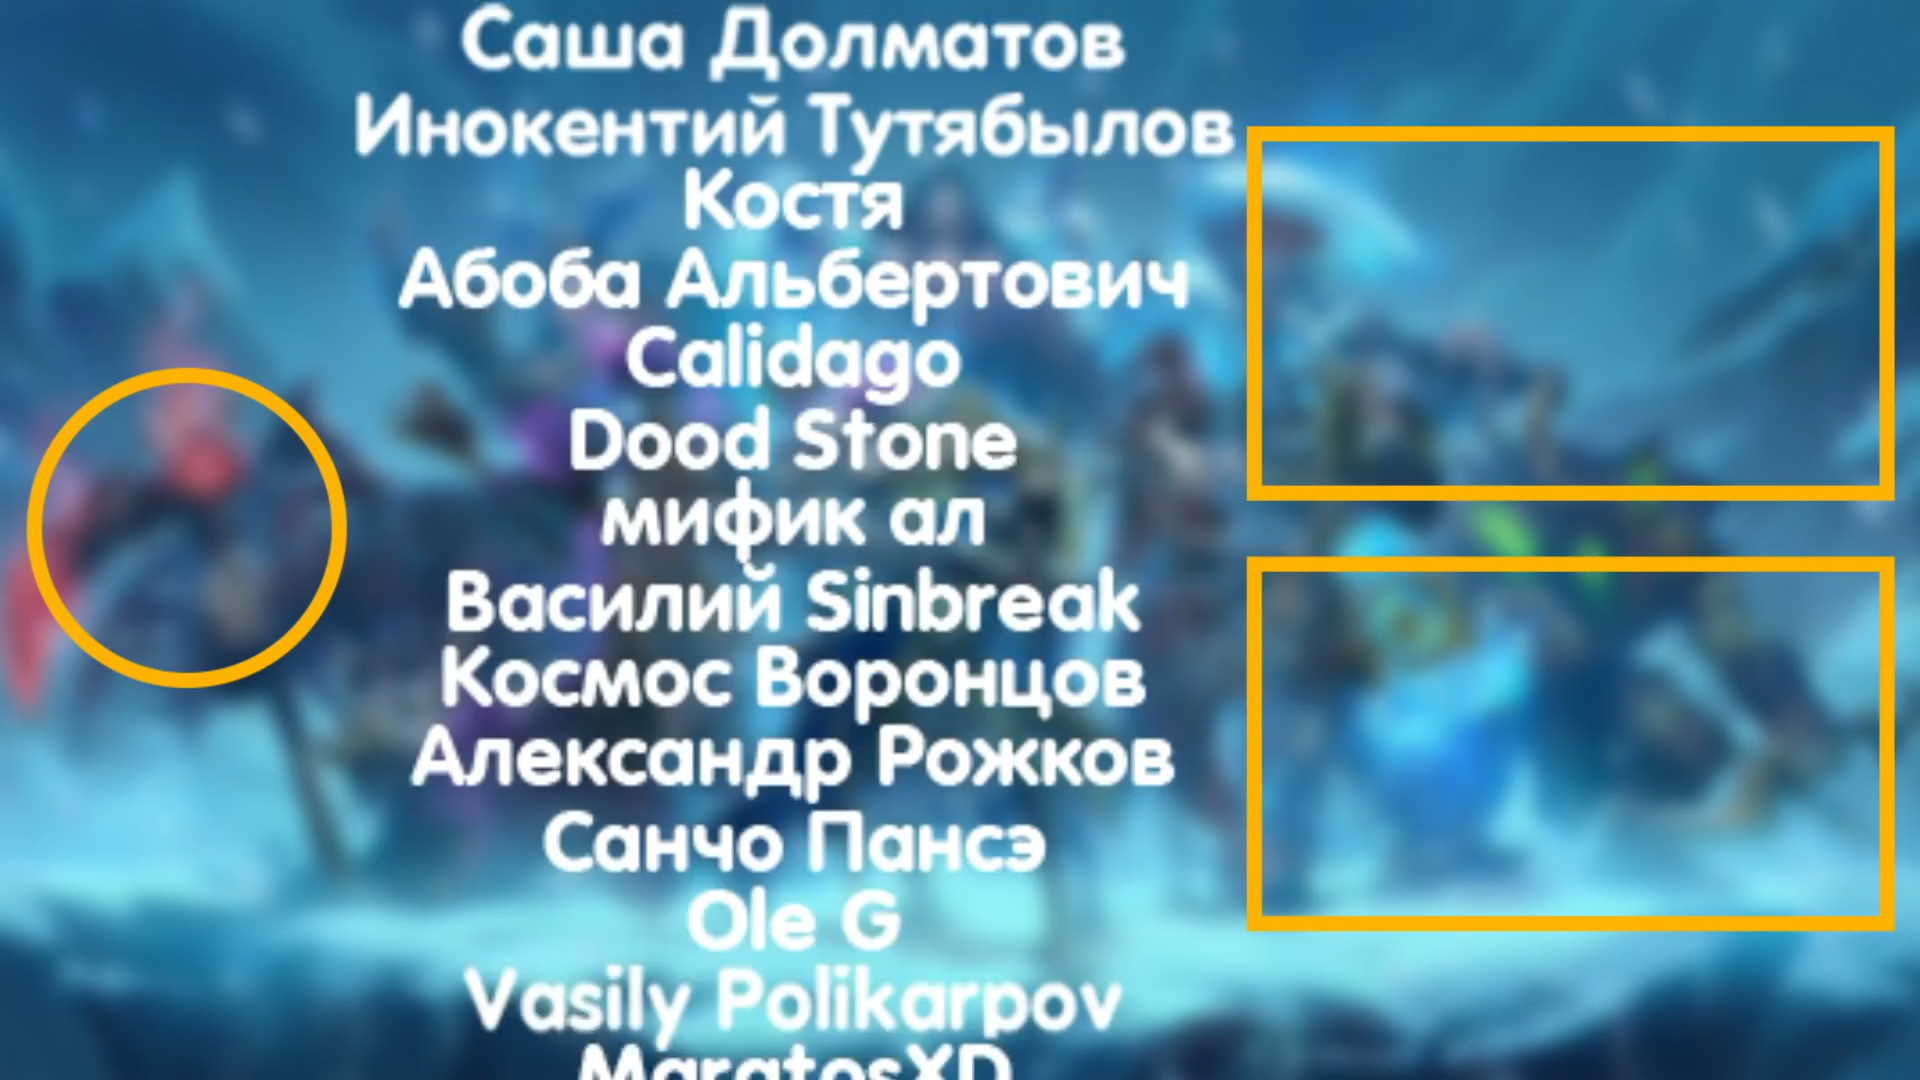 Саша Долматов
Инокентий Тутябылов
Костя
Абоба Альбертович
Calidago
Dood Stone
мифик ал
Василий Sinbreak
Космос Воронцов
Александр Рожков
Санчо Пансэ
Ole G
Vasily Polikarpov
MaratosXD